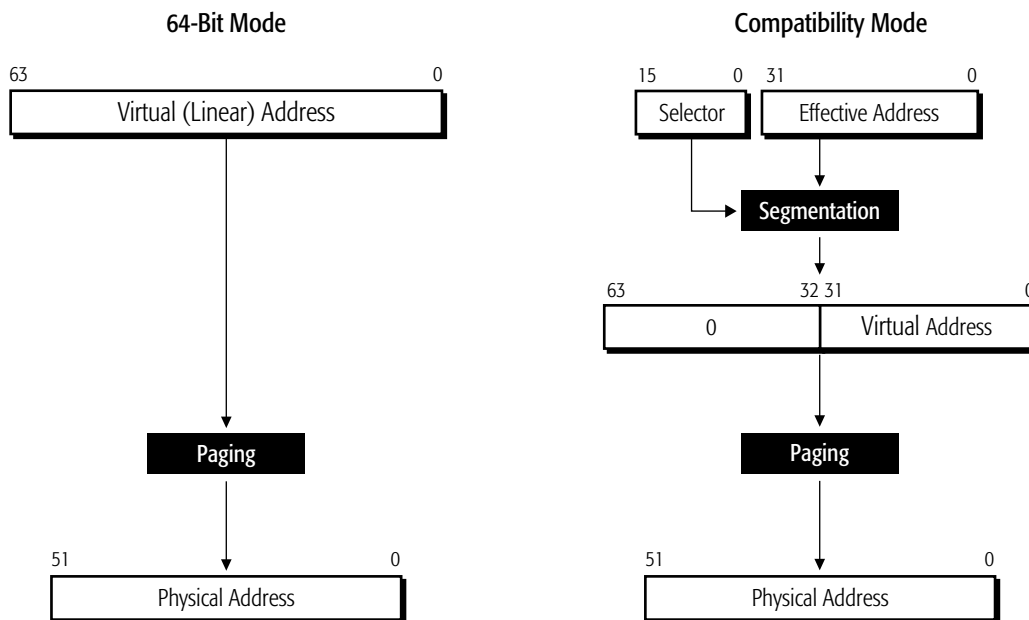 64-Bit Mode
63 0
Virtual (Linear) Address
Paging
51 0
Physical Address
Compatibility Mode
15 0 31 0
Selector Effective Address
Segmentation
63 32 31 0
0 Virtual Address
Paging
51 0
Physical Address